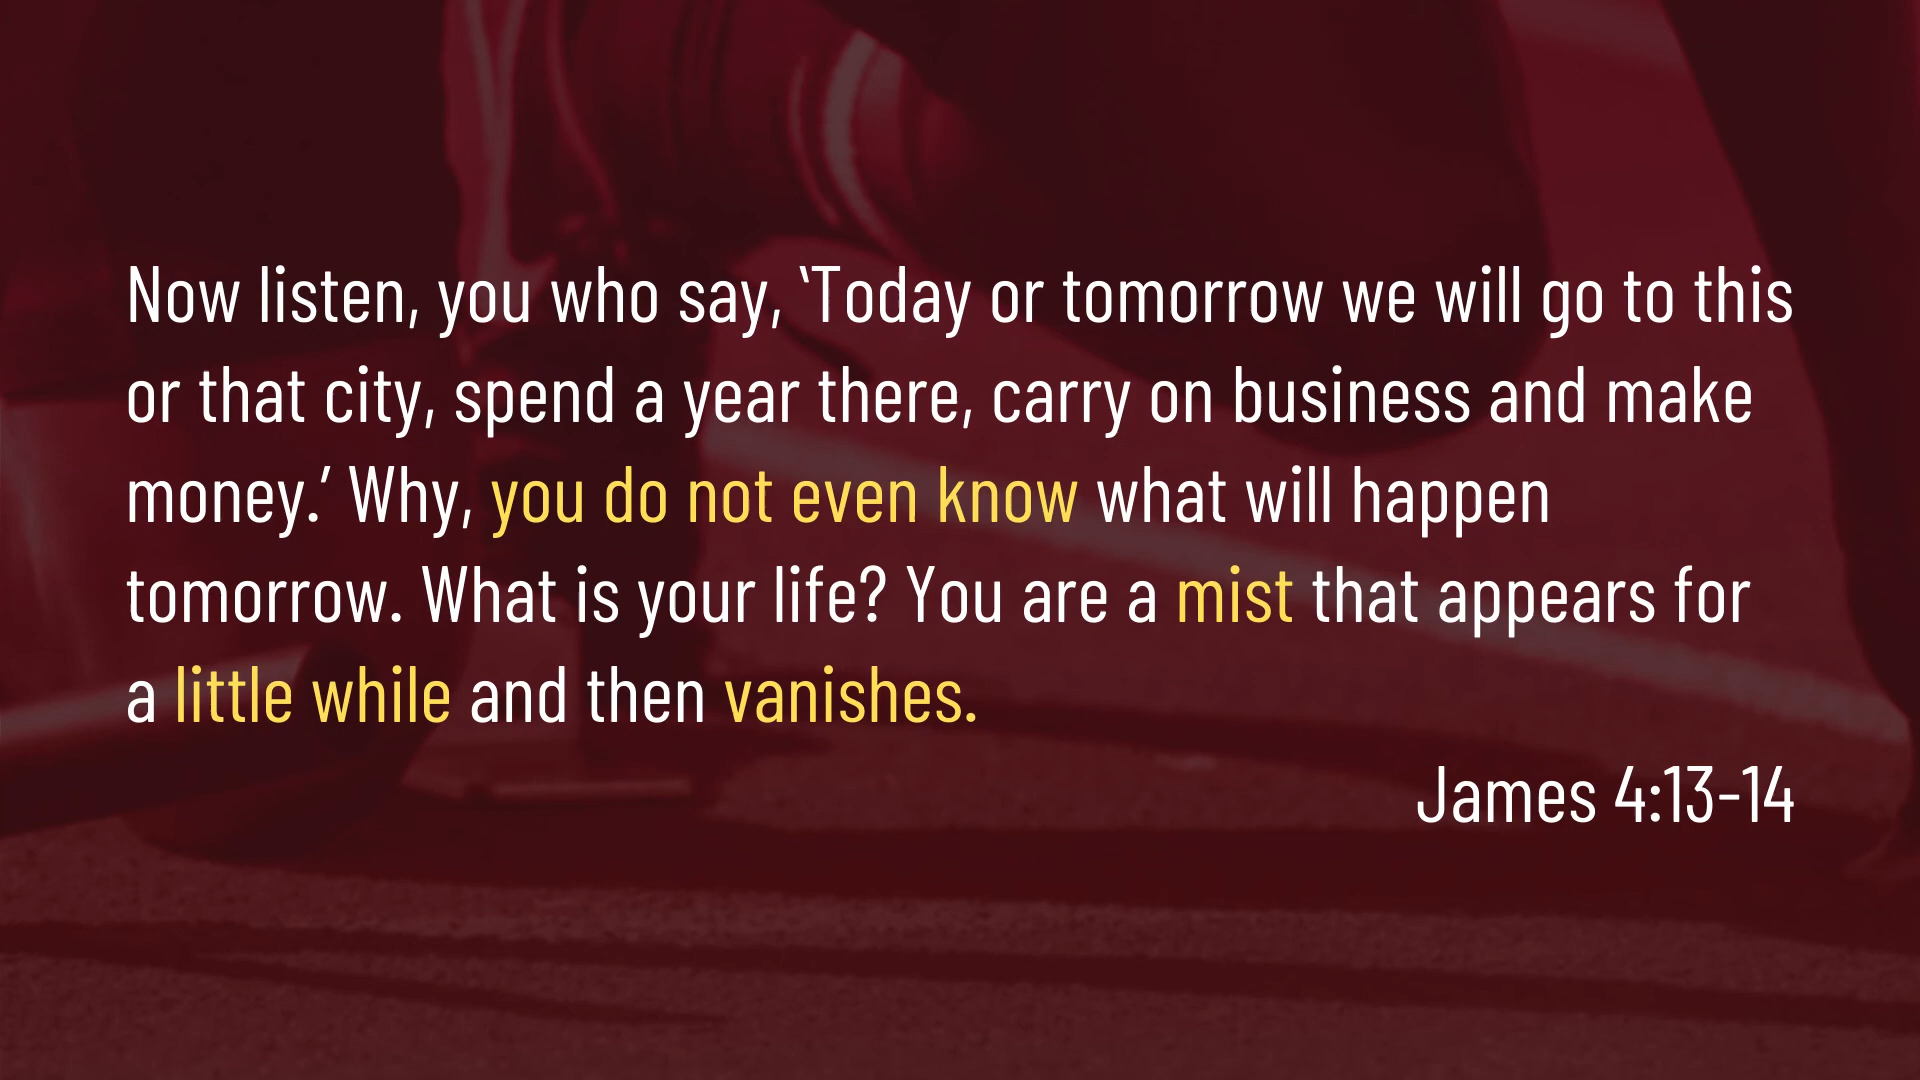 Now listen, you who say, ‘Today or tomorrow we will go to this
or that city, spend a year there, carry on business and make
money.’ Why, you do not even know what will happen
tomorrow. What is your life? You are a mist that appears for
a little while and then vanishes.
James 4:13-14